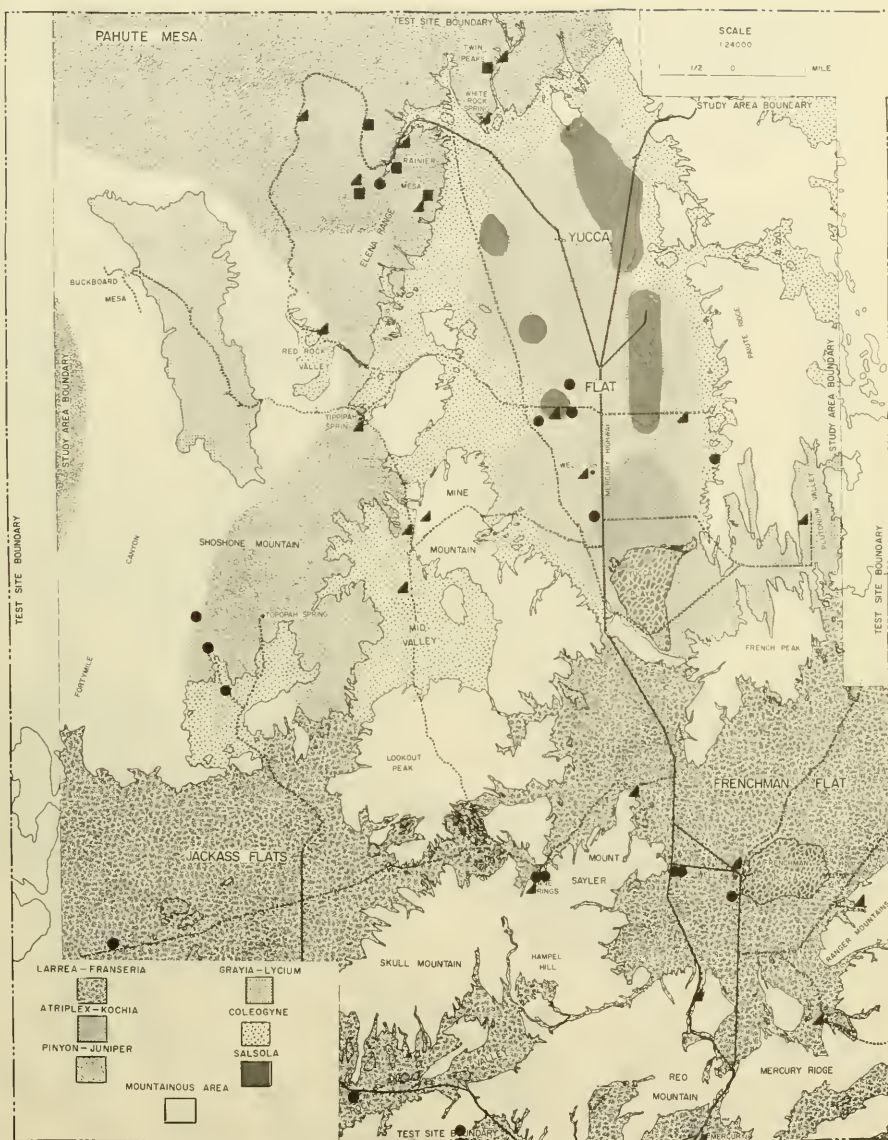 PAHUTE MESA
TEST SITE BOUNDARY
TWIN PEAKS
WHITE ROCK SPRING
SCALE
1:24000
1 1/2 0 1 MILE
STUDY AREA BOUNDARY
RAINIER MESA
ELENA RANGE
YUCCA
BUCKBOARD MESA
RED ROCK VALLEY
PAIUTE RIDGE
FLAT
STUDY AREA BOUNDARY
STUDY AREA BOUNDARY
TIPPIPAH SPRING
MERCURY HIGHWAY
MINE MOUNTAIN
PLUTONIUM VALLEY
SHOSHONE MOUNTAIN
CANYON
FORTYMILE
TEST SITE BOUNDARY
TEST SITE BOUNDARY
TOPOPAH SPRING
MID VALLEY
FRENCH PEAK
LOOKOUT PEAK
FRENCHMAN FLAT
JACKASS FLATS
MOUNT SAYLER
RANGER MOUNTAINS
SKULL MOUNTAIN
HAMPEL HILL
LARREA-FRANSERIA
GRAYIA-LYCIUM
ATRIPLEX-KOCHIA
COLEOGYNE
PINYON-JUNIPER
SALSOLA
MOUNTAINOUS AREA
RED MOUNTAIN
MERCURY RIDGE
TEST SITE BOUNDARY
MERCURY